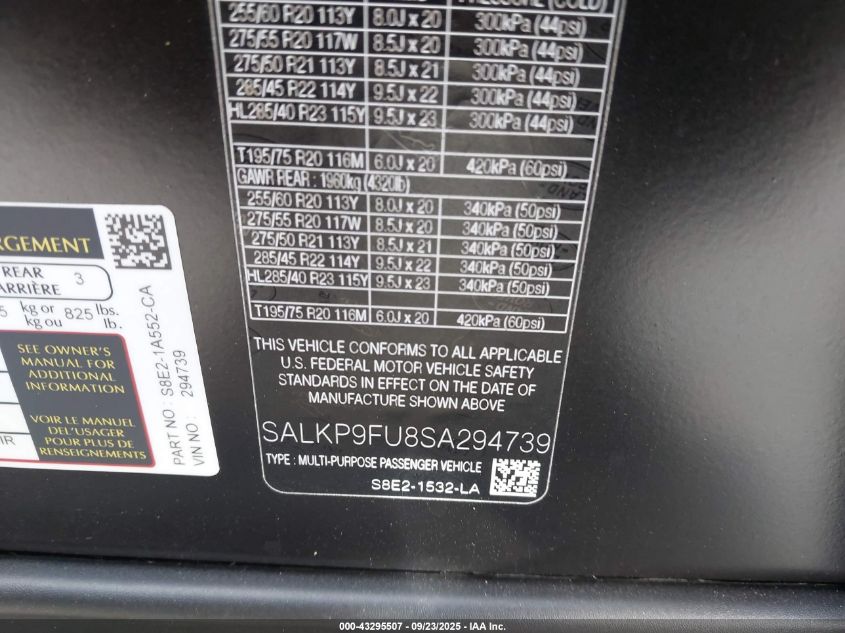 PRESSURE (COLD)
255/60 R20 113Y 8.0J x 20 300kPa (44psi)
275/55 R20 117W 8.5J x 20 300kPa (44psi)
275/50 R21 113Y 8.5J x 21 300kPa (44psi)
285/45 R22 114Y 9.5J x 22 300kPa (44psi)
HL285/40 R23 115Y 9.5J x 23 300kPa (44psi)
T195/75 R20 116M 6.0J x 20 420kPa (60psi)
GAWR REAR : 1960kg (4320lb)
255/60 R20 113Y 8.0J x 20 340kPa (50psi)
275/55 R20 117W 8.5J x 20 340kPa (50psi)
275/50 R21 113Y 8.5J x 21 340kPa (50psi)
285/45 R22 114Y 9.5J x 22 340kPa (50psi)
HL285/40 R23 115Y 9.5J x 23 340kPa (50psi)
T195/75 R20 116M 6.0J x 20 420kPa (60psi)
THIS VEHICLE CONFORMS TO ALL APPLICABLE
U.S. FEDERAL MOTOR VEHICLE SAFETY
STANDARDS IN EFFECT ON THE DATE OF
MANUFACTURE SHOWN ABOVE
SALKP9FU8SA294739
TYPE : MULTI-PURPOSE PASSENGER VEHICLE
S8E2-1532-LA
REAR 3
5 kg or 825 lbs.
kg ou lb.
SEE OWNER'S
MANUAL FOR
ADDITIONAL
INFORMATION
VOIR LE MANUEL
DEL'USAGER
POUR PLUS DE
RENSEIGNEMENTS
PART NO : S8E2-1A552-CA
VIN NO : 294739
000-43295507 - 09/23/2025 - IAA Inc.